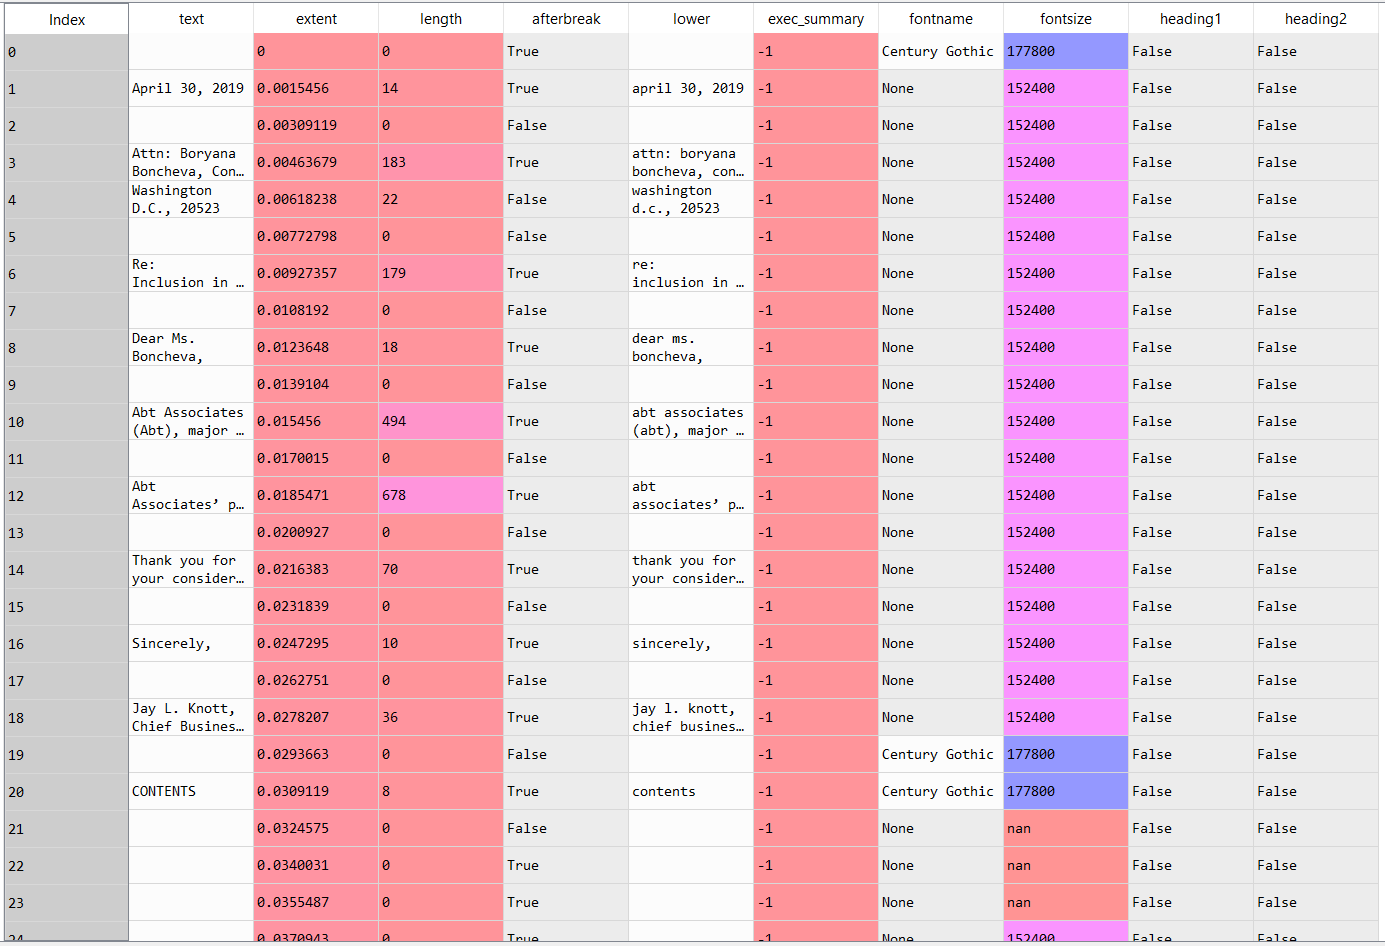 Index text extent length afterbreak lower exec_summary fontname fontsize heading1 heading2
0 0 0 True -1 Century Gothic 177800 False False
1 April 30, 2019 0.0015456 14 True april 30, 2019 -1 None 152400 False False
2 0.00309119 0 False -1 None 152400 False False
3 Attn: Boryana Boncheva, Con… 0.00463679 183 True attn: boryana boncheva, con… -1 None 152400 False False
4 Washington D.C., 20523 0.00618238 22 False washington d.c., 20523 -1 None 152400 False False
5 0.00772798 0 False -1 None 152400 False False
6 Re: Inclusion in … 0.00927357 179 True re: inclusion in … -1 None 152400 False False
7 0.0108192 0 False -1 None 152400 False False
8 Dear Ms. Boncheva, 0.0123648 18 True dear ms. boncheva, -1 None 152400 False False
9 0.0139104 0 False -1 None 152400 False False
10 Abt Associates (Abt), major … 0.015456 494 True abt associates (abt), major … -1 None 152400 False False
11 0.0170015 0 False -1 None 152400 False False
12 Abt Associates’ p… 0.0185471 678 True abt associates’ p… -1 None 152400 False False
13 0.0200927 0 False -1 None 152400 False False
14 Thank you for your consider… 0.0216383 70 True thank you for your consider… -1 None 152400 False False
15 0.0231839 0 False -1 None 152400 False False
16 Sincerely, 0.0247295 10 True sincerely, -1 None 152400 False False
17 0.0262751 0 False -1 None 152400 False False
18 Jay L. Knott, Chief Busines… 0.0278207 36 True jay l. knott, chief busines… -1 None 152400 False False
19 0.0293663 0 False -1 Century Gothic 177800 False False
20 CONTENTS 0.0309119 8 True contents -1 Century Gothic 177800 False False
21 0.0324575 0 False -1 None nan False False
22 0.0340031 0 True -1 None nan False False
23 0.0355487 0 True -1 None nan False False
24 0.0370943 0 True -1 None 152400 False False